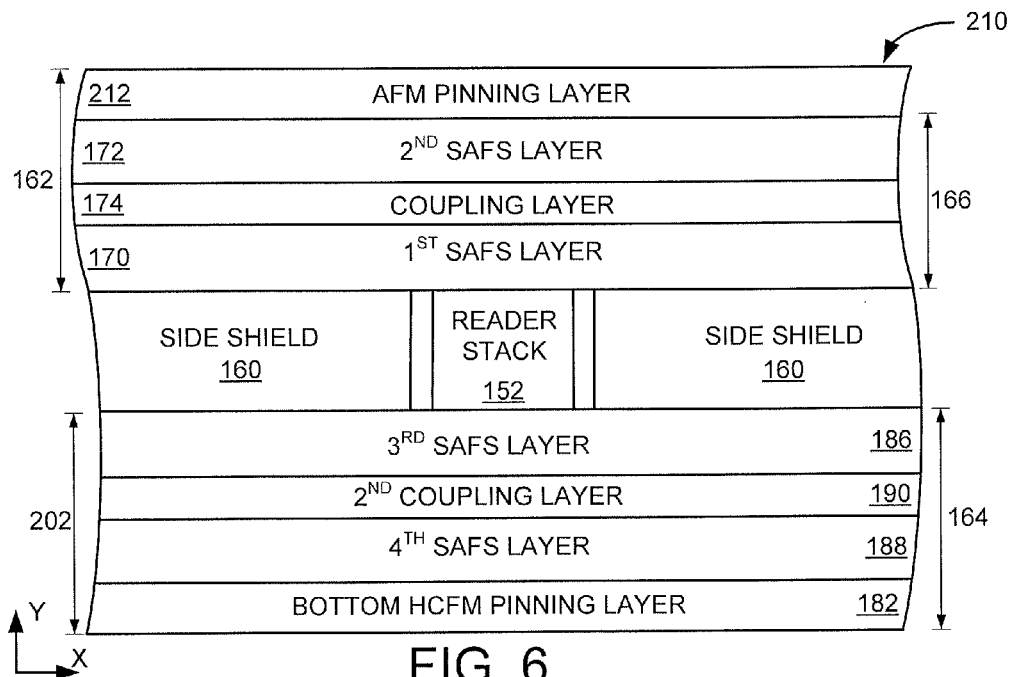 210
212 AFM PINNING LAYER
172 2ND SAFS LAYER
162
174 COUPLING LAYER
166
170 1ST SAFS LAYER
SIDE SHIELD
160
READER
STACK
152
SIDE SHIELD
160
3RD SAFS LAYER 186
2ND COUPLING LAYER 190
202
164
4TH SAFS LAYER 188
BOTTOM HCFM PINNING LAYER 182
Y
X
FIG. 6